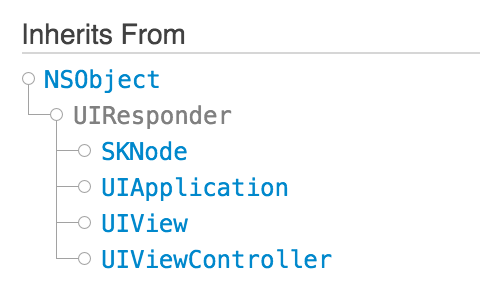 Inherits From
NSObject
UIResponder
SKNode
UIApplication
UIView
UIViewController